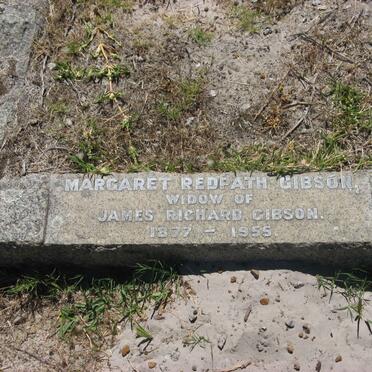 MARGARET REDPATH GIBSON,
WIDOW OF
JAMES RICHARD GIBSON.
1877 – 1955